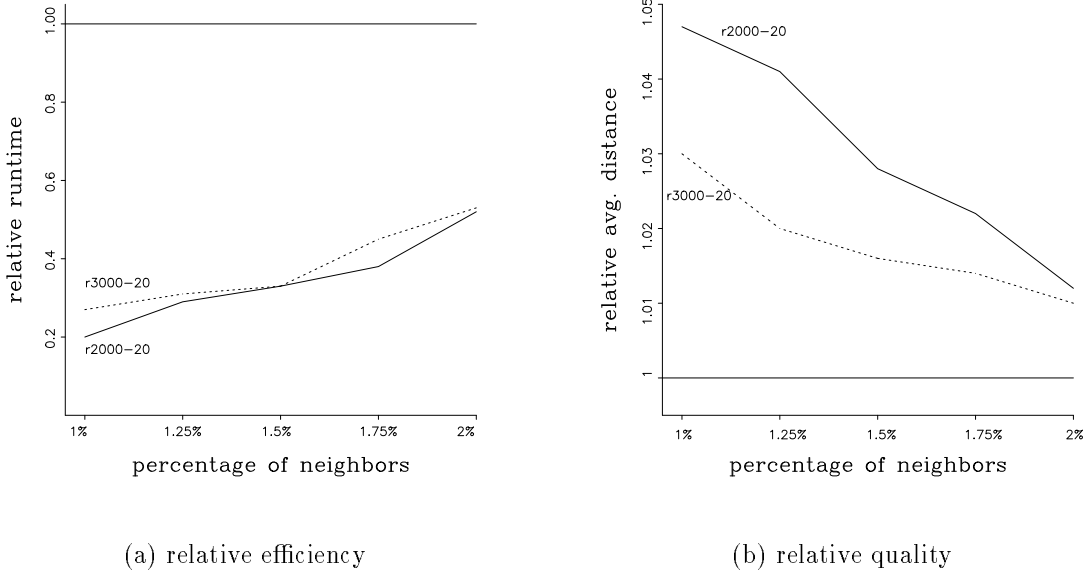 1.00
0.8
0.6
0.4
0.2
relative runtime
r3000-20
r2000-20
1% 1.25% 1.5% 1.75% 2%
percentage of neighbors
(a) relative efficiency
1.05
1.04
1.03
1.02
1.01
1
relative avg. distance
r2000-20
r3000-20
1% 1.25% 1.5% 1.75% 2%
percentage of neighbors
(b) relative quality